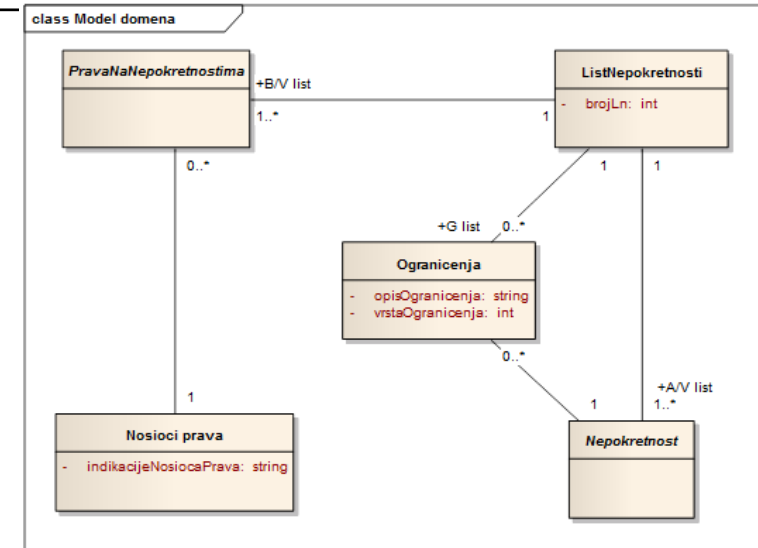 class Model domena
PravaNaNepokretnostima
+B/V list
1..*
1
ListNepokretnosti
- brojLn: int
0..*
1
1
+G list
0..*
Ogranicenja
- opisOgranicenja: string
- vrstaOgranicenja: int
0..*
1
+A/V list
1..*
1
Nosioci prava
- indikacijeNosiocaPrava: string
Nepokretnost